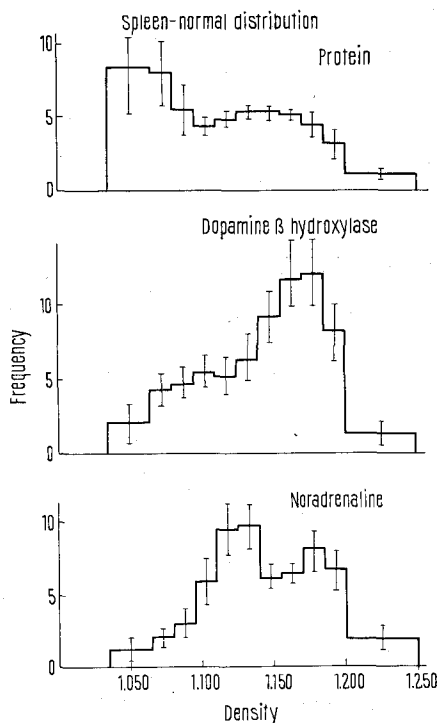 Spleen-normal distribution
Protein
10
5
0
Dopamine β hydroxylase
10
5
0
Frequency
Noradrenaline
10
5
0
1.050 1.100 1.150 1.200 1.250
Density